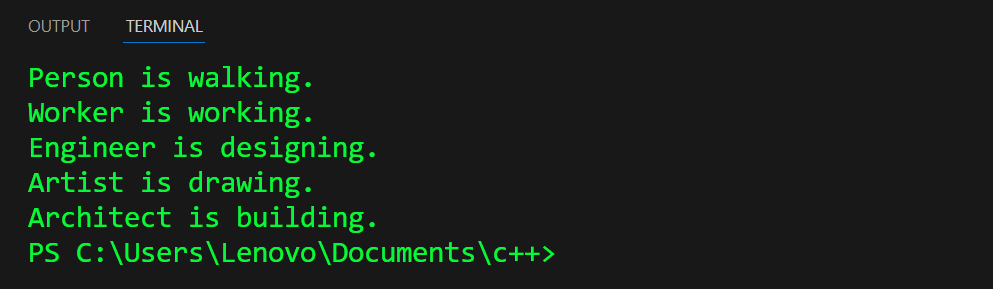 OUTPUT TERMINAL
Person is walking.
Worker is working.
Engineer is designing.
Artist is drawing.
Architect is building.
PS C:\Users\Lenovo\Documents\c++>